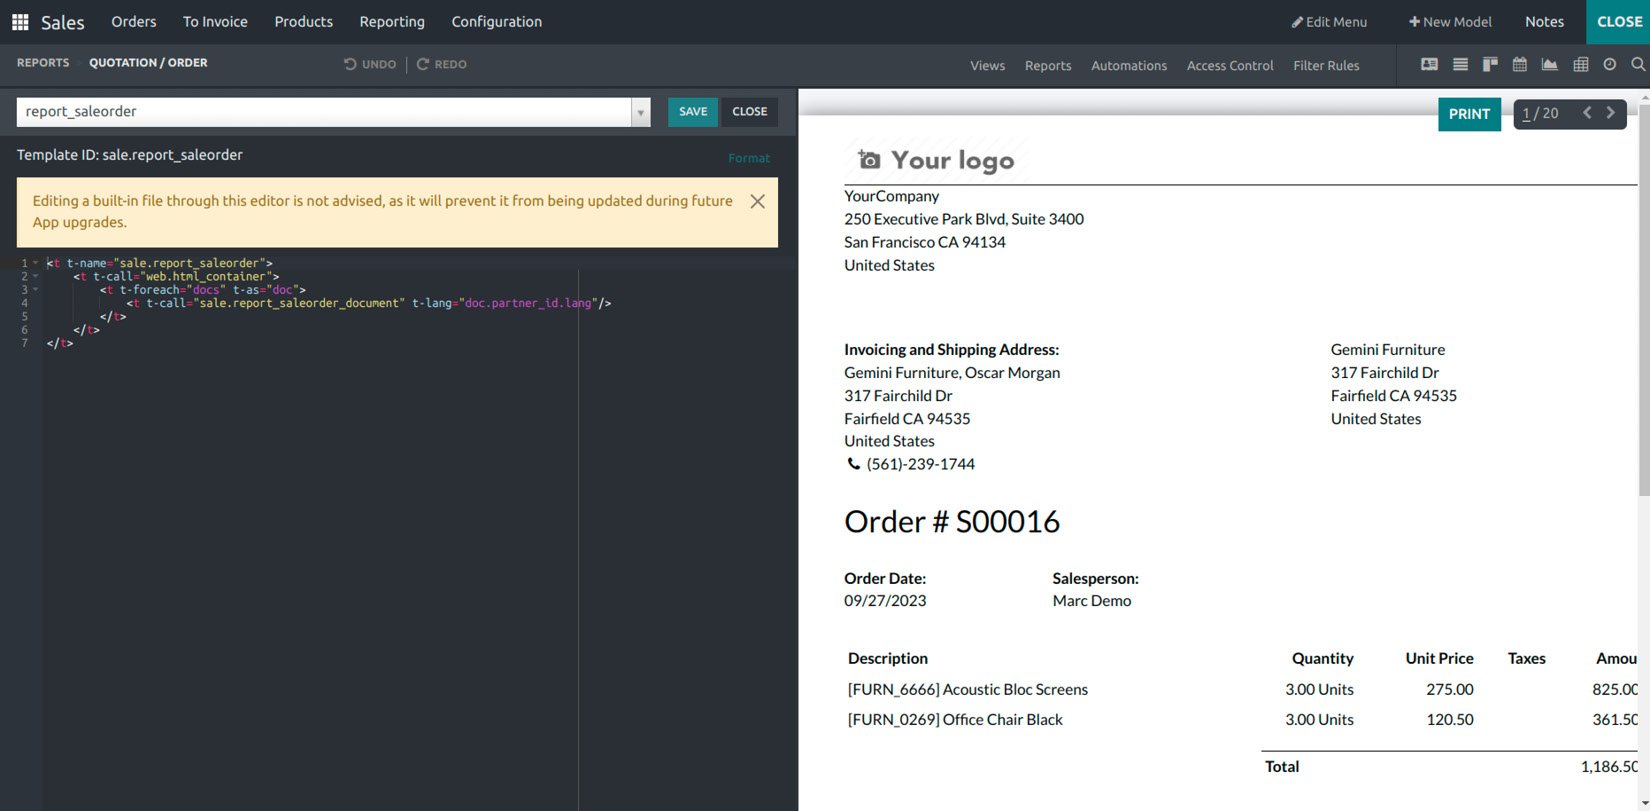 Sales Orders To Invoice Products Reporting Configuration Edit Menu New Model Notes CLOSE
REPORTS QUOTATION / ORDER UNDO REDO Views Reports Automations Access Control Filter Rules
report_saleorder SAVE CLOSE
Template ID: sale.report_saleorder
Format
Editing a built-in file through this editor is not advised, as it will prevent it from being updated during future
App upgrades.
1 <t t-name="sale.report_saleorder">
2 <t t-call="web.html_container">
3 <t t-foreach="docs" t-as="doc">
4 <t t-call="sale.report_saleorder_document" t-lang="doc.partner_id.lang"/>
5 </t>
6 </t>
7 </t>
PRINT 1 / 20
Your logo
YourCompany
250 Executive Park Blvd, Suite 3400
San Francisco CA 94134
United States
Invoicing and Shipping Address:
Gemini Furniture, Oscar Morgan
317 Fairchild Dr
Fairfield CA 94535
United States
(561)-239-1744
Gemini Furniture
317 Fairchild Dr
Fairfield CA 94535
United States
Order # S00016
Order Date: Salesperson:
09/27/2023 Marc Demo
Description Quantity Unit Price Taxes Amou
[FURN_6666] Acoustic Bloc Screens 3.00 Units 275.00 825.00
[FURN_0269] Office Chair Black 3.00 Units 120.50 361.50
Total 1,186.50